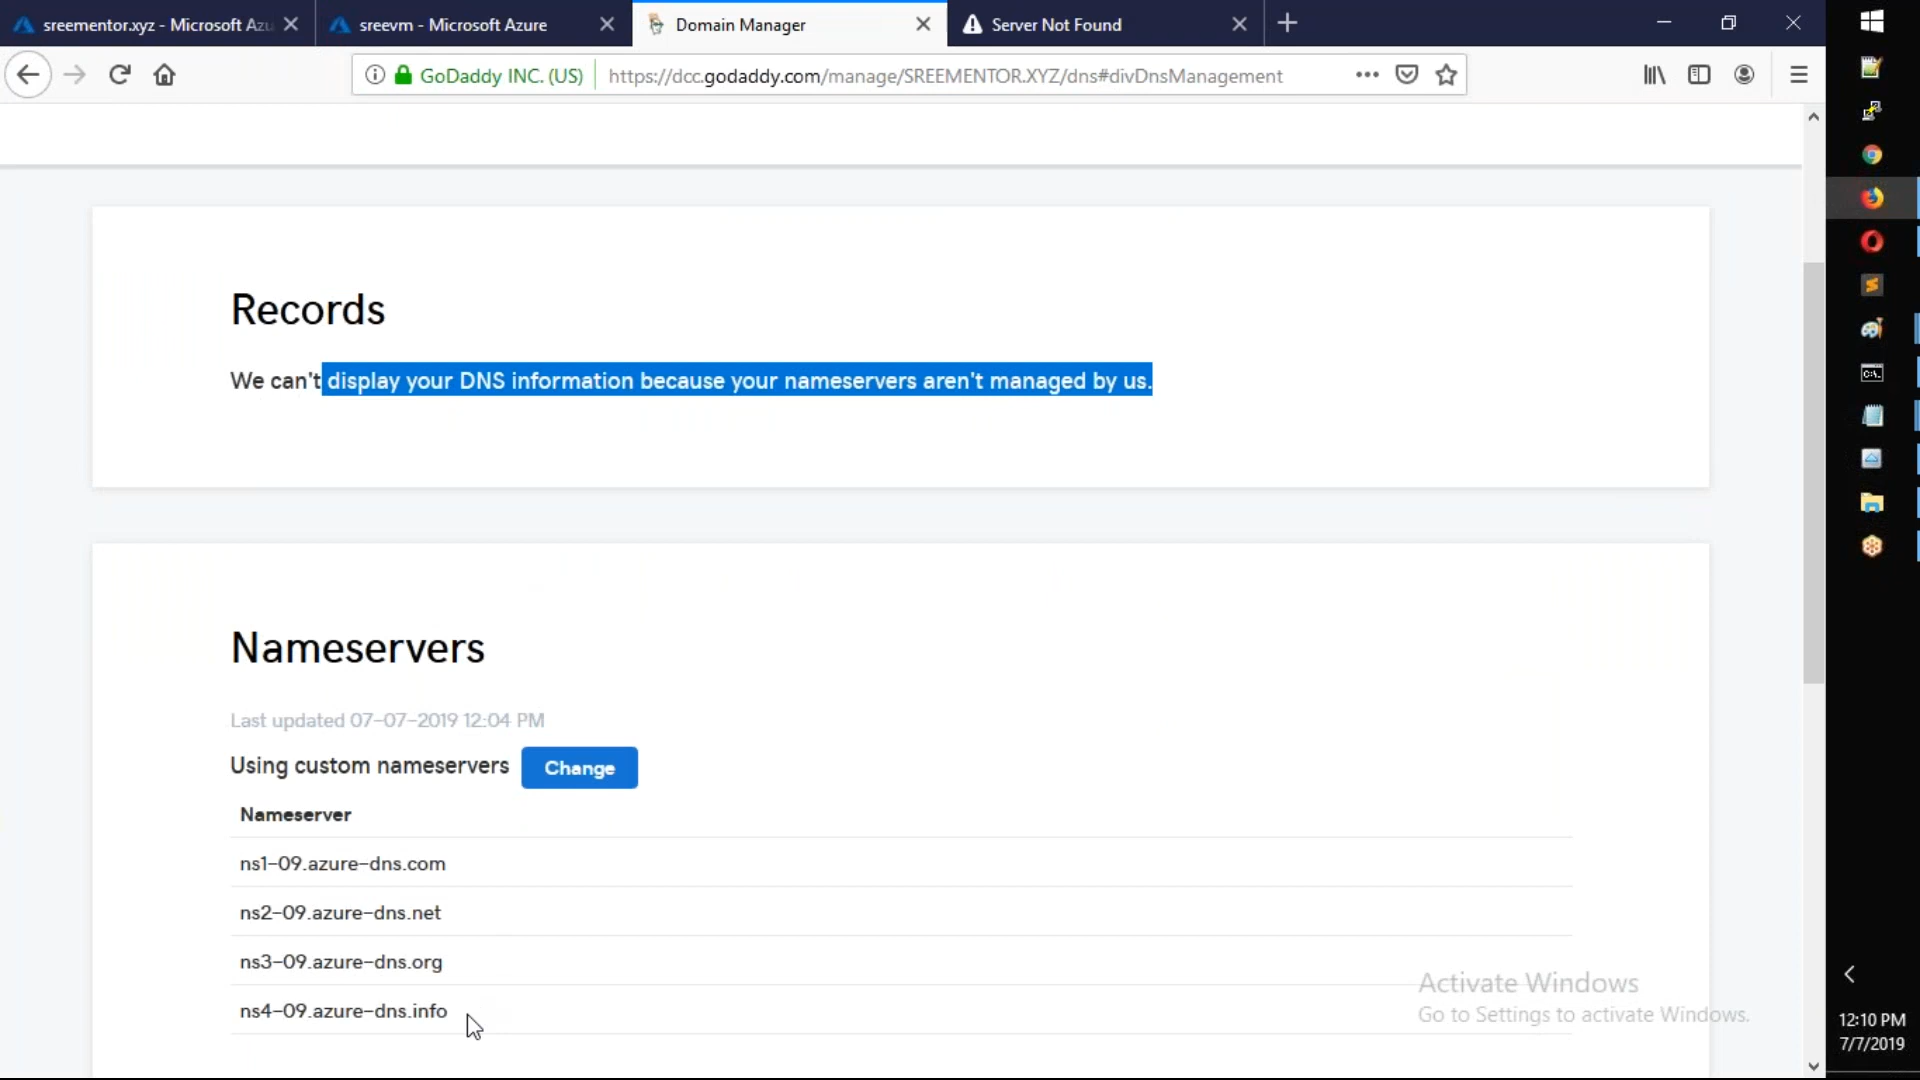 sreementor.xyz - Microsoft Azu
sreevm - Microsoft Azure
Domain Manager
Server Not Found
GoDaddy INC. (US)
https://dcc.godaddy.com/manage/SREEMENTOR.XYZ/dns#divDnsManagement
Records
We can't display your DNS information because your nameservers aren't managed by us.
Nameservers
Last updated 07-07-2019 12:04 PM
Using custom nameservers
Change
Nameserver
ns1-09.azure-dns.com
ns2-09.azure-dns.net
ns3-09.azure-dns.org
ns4-09.azure-dns.info
Activate Windows
Go to Settings to activate Windows.
12:10 PM
7/7/2019